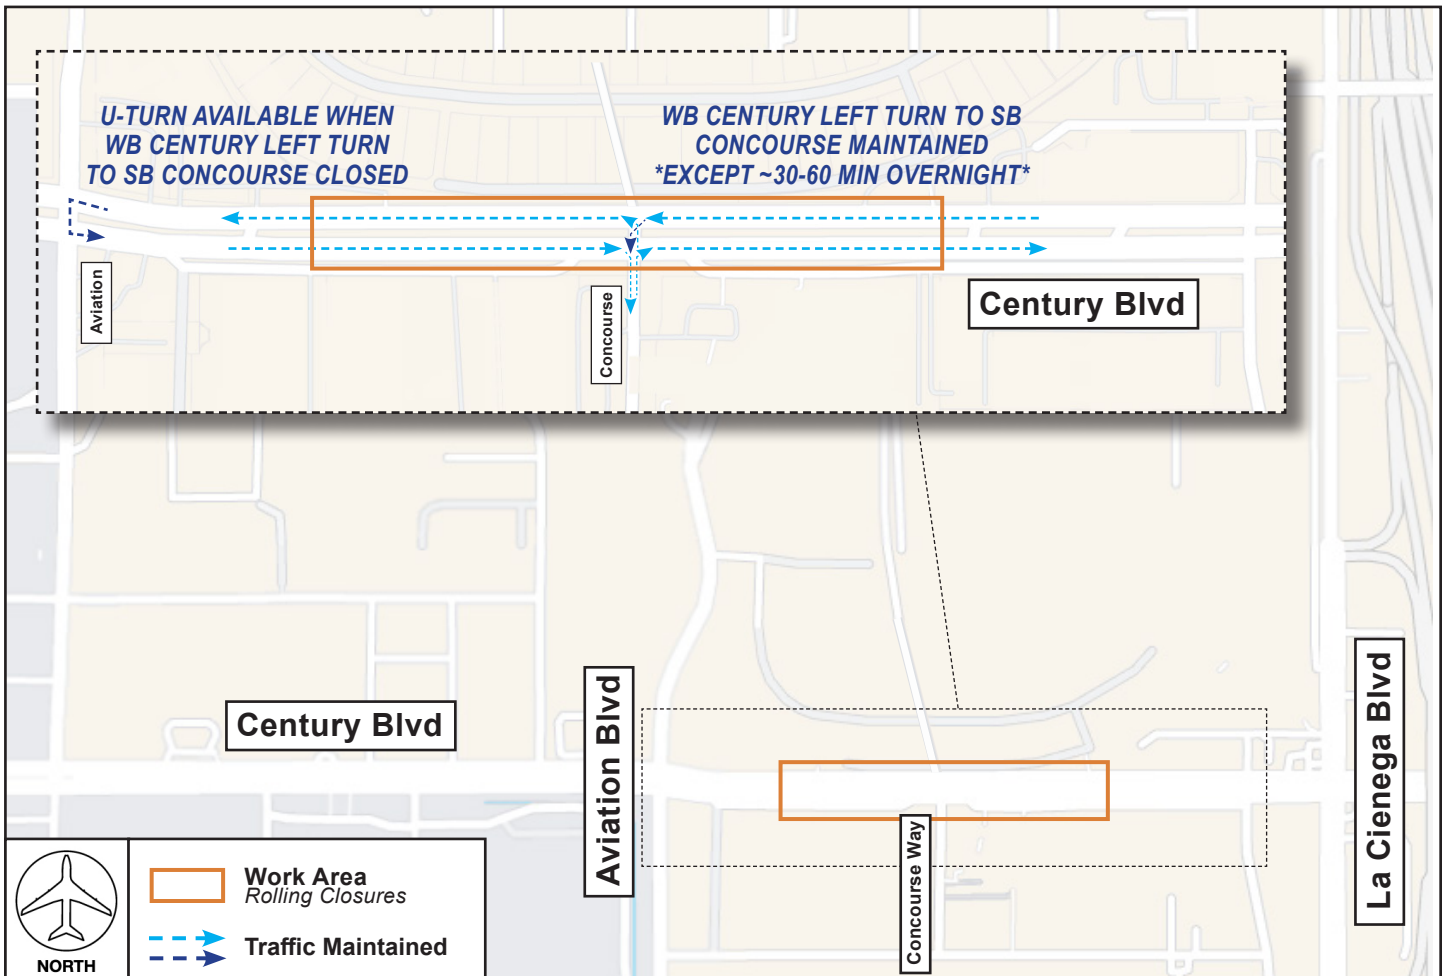 U-TURN AVAILABLE WHEN
WB CENTURY LEFT TURN
TO SB CONCOURSE CLOSED
WB CENTURY LEFT TURN TO SB
CONCOURSE MAINTAINED
*EXCEPT ~30-60 MIN OVERNIGHT*
Aviation
Concourse
Century Blvd
Century Blvd
Aviation Blvd
Concourse Way
La Cienega Blvd
NORTH
Work Area
Rolling Closures
Traffic Maintained